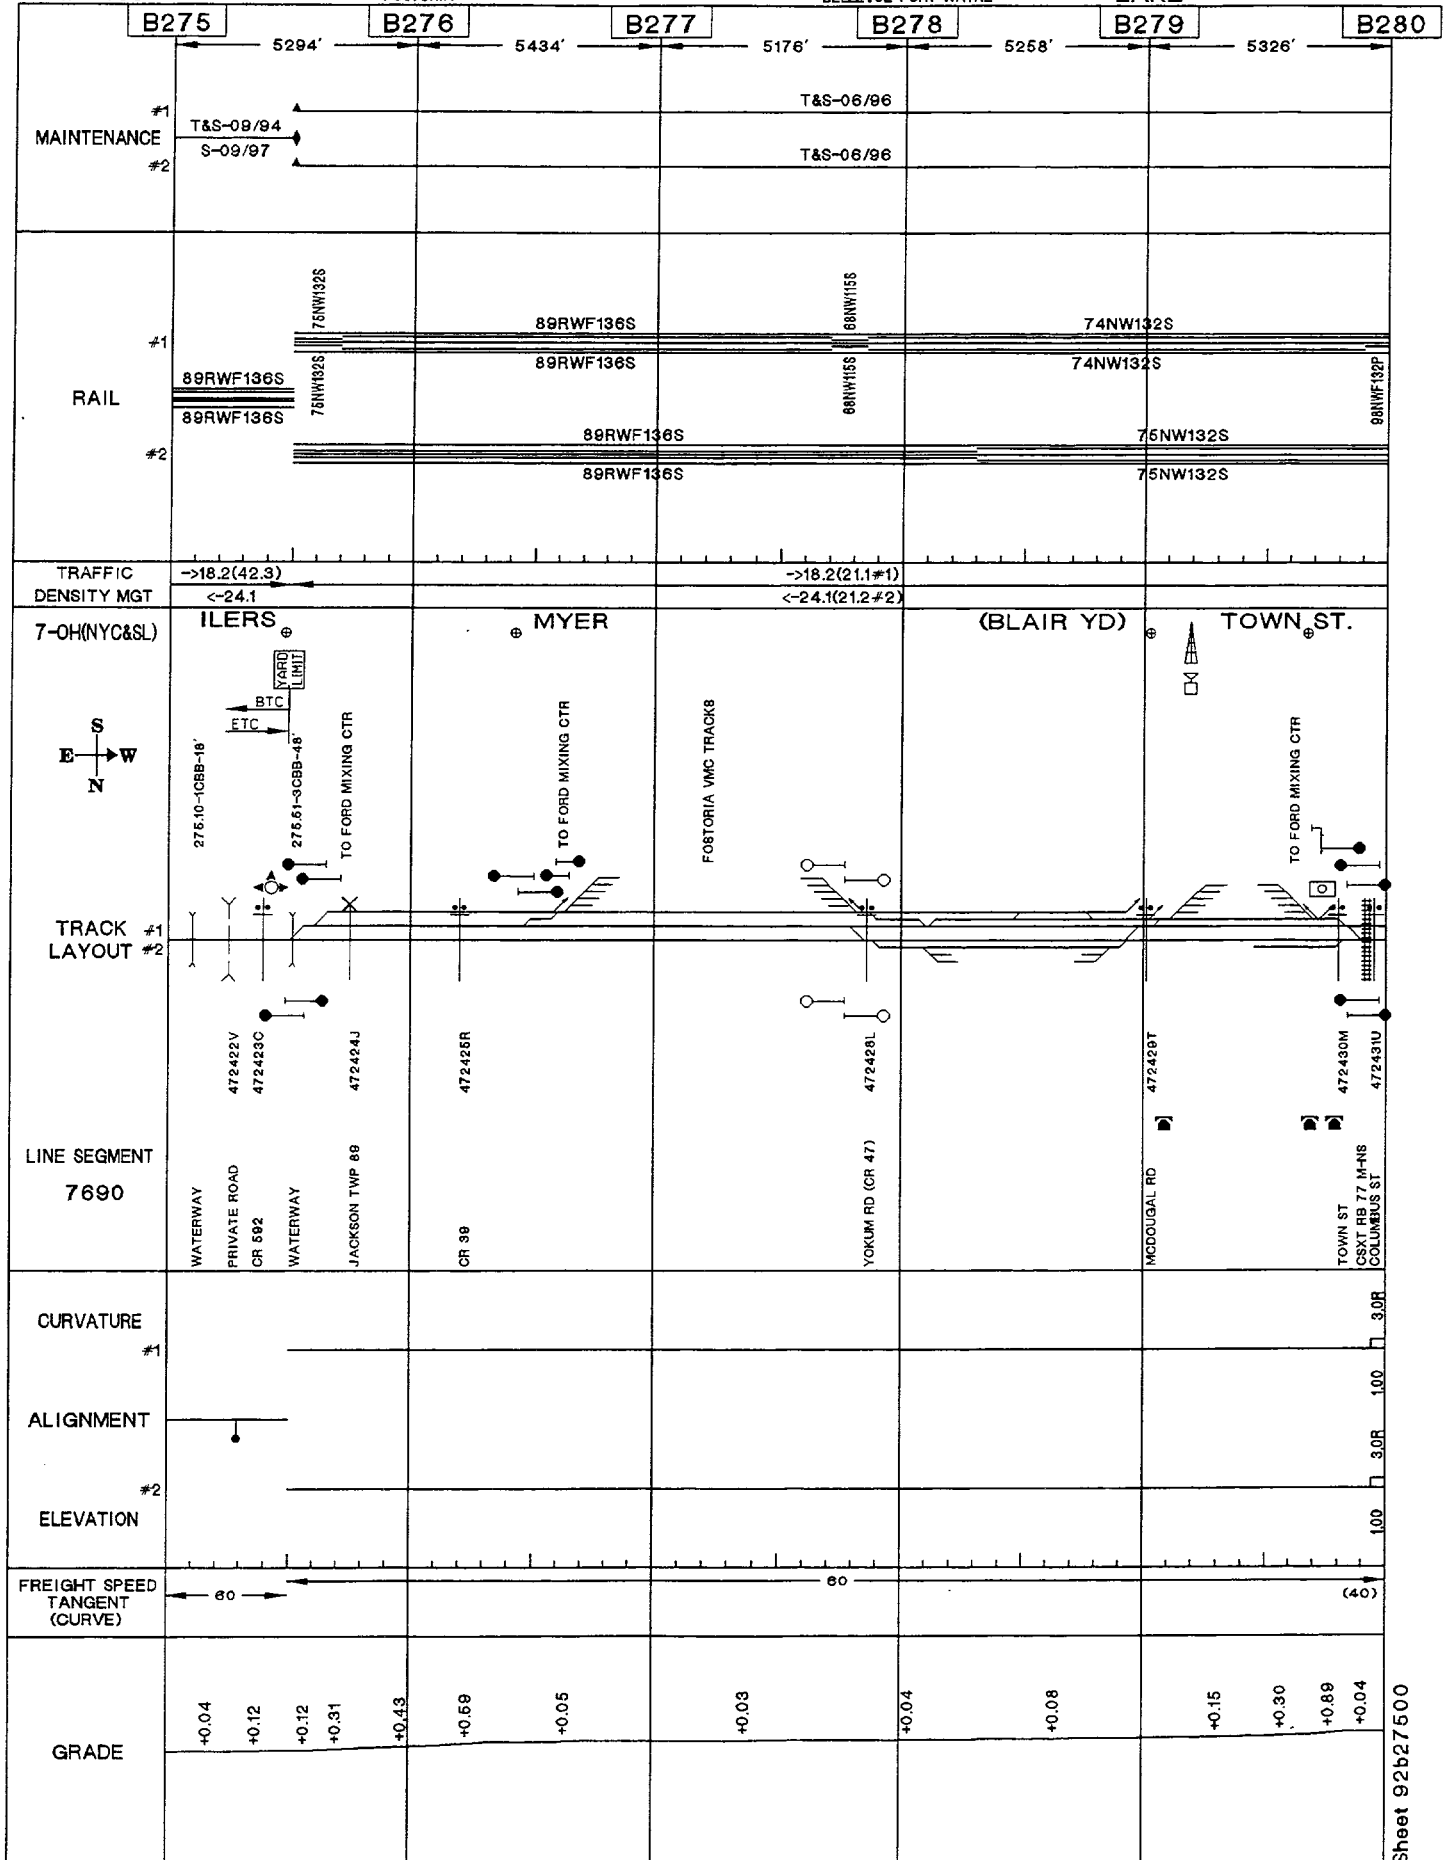 B275 B276 B277 B278 B279 B280
5294' 5434' 5176' 5258' 5326'
#1
T&S-06/96
MAINTENANCE
T&S-09/94
S-09/97
#2
T&S-06/96
75NW132S
68NW115S
89RWF136S
74NW132S
#1
89RWF136S
74NW132S
75NW132S
68NW115S
98NWF132P
RAIL
89RWF136S
89RWF136S
89RWF136S
75NW132S
#2
89RWF136S
75NW132S
TRAFFIC
DENSITY MGT
->18.2(42.3)
<-24.1
->18.2(21.1#1)
<-24.1(21.2#2)
7-OH(NYC&SL)
ILERS
MYER
(BLAIR YD)
TOWN ST.
YARD
LIMIT
BTC
ETC
S
E W
N
275.10-1CBB-18'
275.51-3CBB-48'
TO FORD MIXING CTR
TO FORD MIXING CTR
FOSTORIA VMC TRACKS
TO FORD MIXING CTR
TRACK #1
LAYOUT #2
472422V
472423C
472424J
472425R
472428L
472429T
472430M
472431U
LINE SEGMENT
7690
WATERWAY
PRIVATE ROAD
CR 592
WATERWAY
JACKSON TWP 89
CR 39
YOKUM RD (CR 47)
MCDOUGAL RD
TOWN ST
CSXT RB 77 M-NS
COLUMBUS ST
CURVATURE
#1
3.0R
1.00
ALIGNMENT
3.0R
#2
1.00
ELEVATION
FREIGHT SPEED
TANGENT
(CURVE)
60
60
(40)
GRADE
+0.04
+0.12
+0.12
+0.31
+0.43
+0.59
+0.05
+0.03
+0.04
+0.08
+0.15
+0.30
+0.89
+0.04
Sheet 92b27500